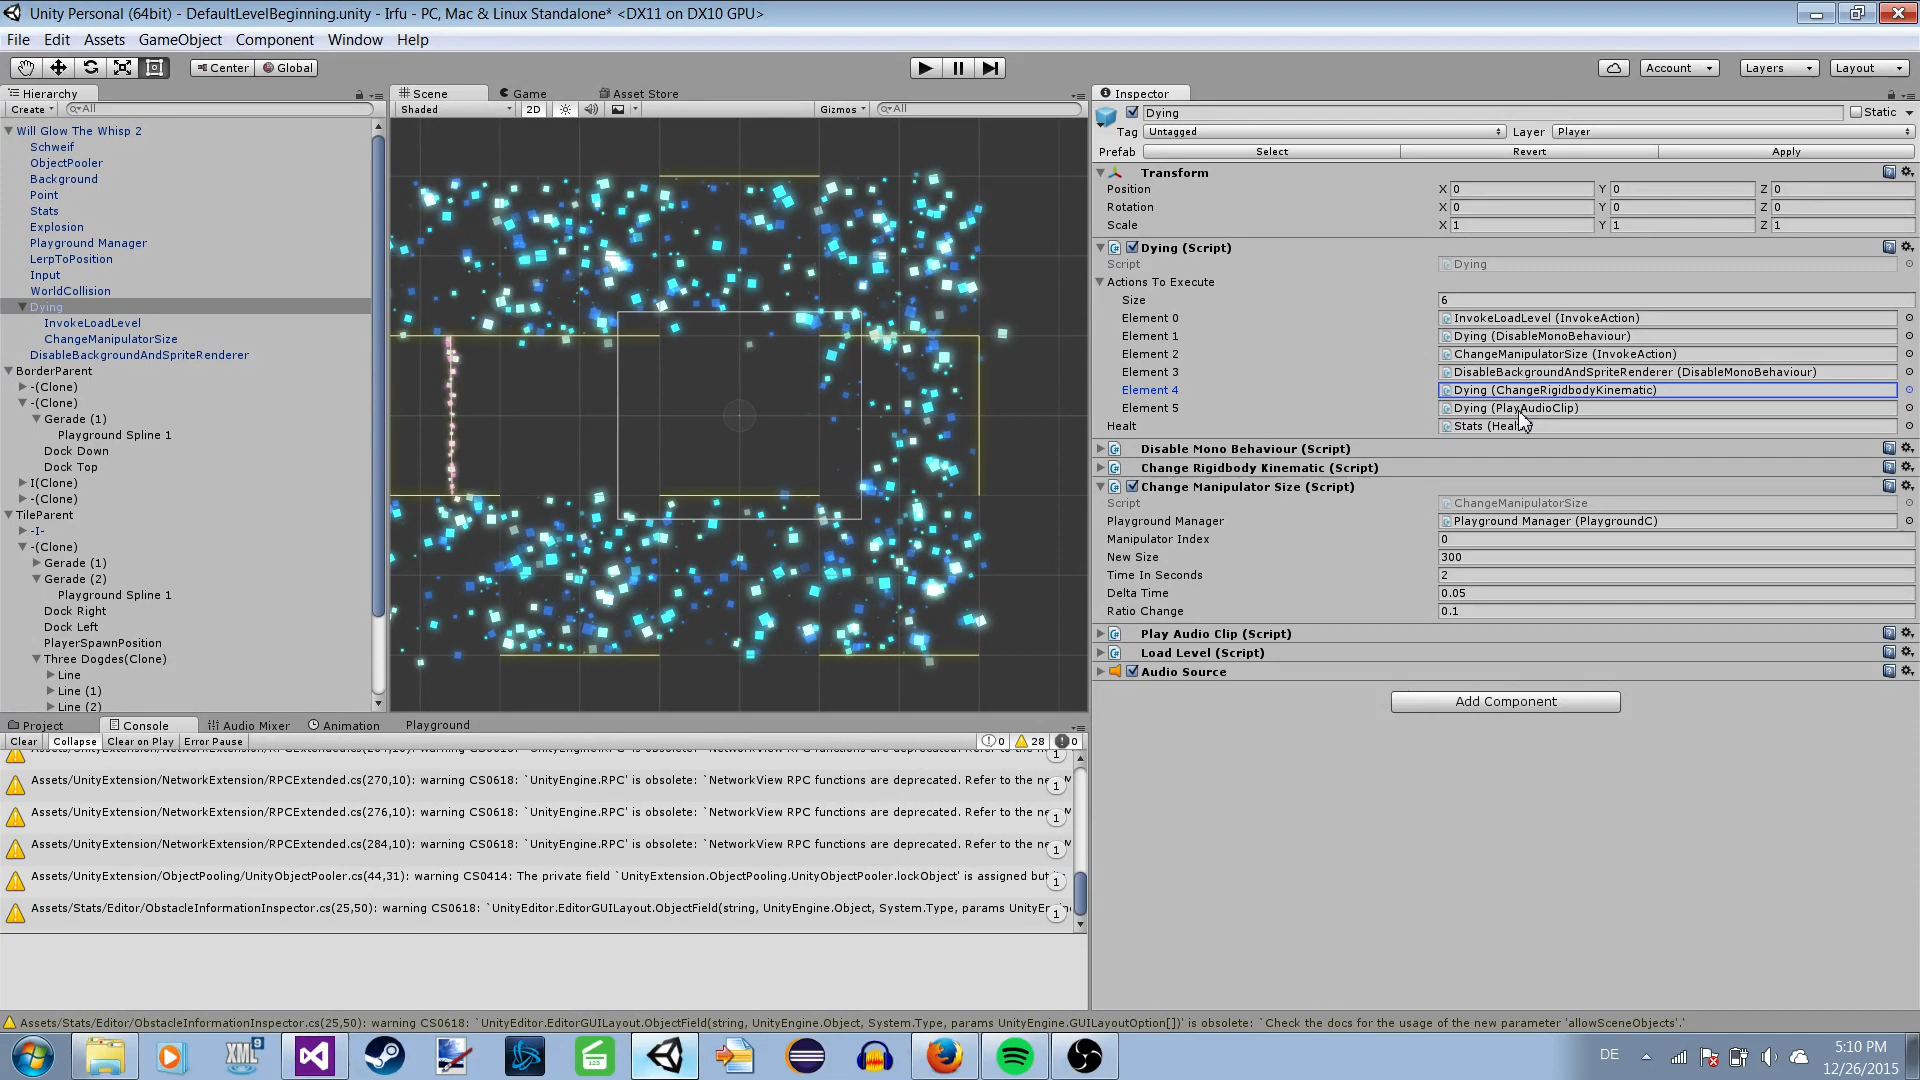 Unity Personal (64bit) - DefaultLevelBeginning.unity - Irfu - PC, Mac & Linux Standalone* <DX11 on DX10 GPU>
File Edit Assets GameObject Component Window Help
Center Global Account Layers Layout
Hierarchy
Create All
Will Glow The Whisp 2
Schweif
ObjectPooler
Background
Point
Stats
Explosion
Playground Manager
LerpToPosition
Input
WorldCollision
Dying
InvokeLoadLevel
ChangeManipulatorSize
DisableBackgroundAndSpriteRenderer
BorderParent
-(Clone)
-(Clone)
Gerade (1)
Playground Spline 1
Dock Down
Dock Top
I(Clone)
-(Clone)
TileParent
-I-
-(Clone)
Gerade (1)
Gerade (2)
Playground Spline 1
Dock Right
Dock Left
PlayerSpawnPosition
Three Dogdes(Clone)
Line
Line (1)
Line (2)
Scene Game Asset Store
Shaded 2D Gizmos All
Inspector
Dying Static
Tag Untagged Layer Player
Prefab Select Revert Apply
Transform
Position X 0 Y 0 Z 0
Rotation X 0 Y 0 Z 0
Scale X 1 Y 1 Z 1
Dying (Script)
Script Dying
Actions To Execute
Size 6
Element 0 InvokeLoadLevel (InvokeAction)
Element 1 Dying (DisableMonoBehaviour)
Element 2 ChangeManipulatorSize (InvokeAction)
Element 3 DisableBackgroundAndSpriteRenderer (DisableMonoBehaviour)
Element 4 Dying (ChangeRigidbodyKinematic)
Element 5 Dying (PlayAudioClip)
Healt Stats
Disable Mono Behaviour (Script)
Change Rigidbody Kinematic (Script)
Change Manipulator Size (Script)
Script ChangeManipulatorSize
Playground Manager Playground Manager (PlaygroundC)
Manipulator Index 0
New Size 300
Time In Seconds 2
Delta Time 0.05
Ratio Change 0.1
Play Audio Clip (Script)
Load Level (Script)
Audio Source
Add Component
Project Console Audio Mixer Animation Playground
Clear Collapse Clear on Play Error Pause 0 28 0
1
Assets/UnityExtension/NetworkExtension/RPCExtended.cs(270,10): warning CS0618: `UnityEngine.RPC' is obsolete: `NetworkView RPC functions are deprecated. Refer to the 1
Assets/UnityExtension/NetworkExtension/RPCExtended.cs(276,10): warning CS0618: `UnityEngine.RPC' is obsolete: `NetworkView RPC functions are deprecated. Refer to the 1
Assets/UnityExtension/NetworkExtension/RPCExtended.cs(284,10): warning CS0618: `UnityEngine.RPC' is obsolete: `NetworkView RPC functions are deprecated. Refer to the 1
Assets/UnityExtension/ObjectPooling/UnityObjectPooler.cs(44,31): warning CS0414: The private field `UnityExtension.ObjectPooling.UnityObjectPooler.lockObject' is assigned 1
Assets/Stats/Editor/ObstacleInformationInspector.cs(25,50): warning CS0618: `UnityEditor.EditorGUILayout.ObjectField(string, UnityEngine.Object, System.Type, params 1
Assets/Stats/Editor/ObstacleInformationInspector.cs(25,50): warning CS0618: `UnityEditor.EditorGUILayout.ObjectField(string, UnityEngine.Object, System.Type, params UnityEngine.GUILayoutOption[])' is obsolete: `Check the docs for the usage of the new parameter 'allowSceneObjects'.'
XML 9
123
DE
5:10 PM
12/26/2015